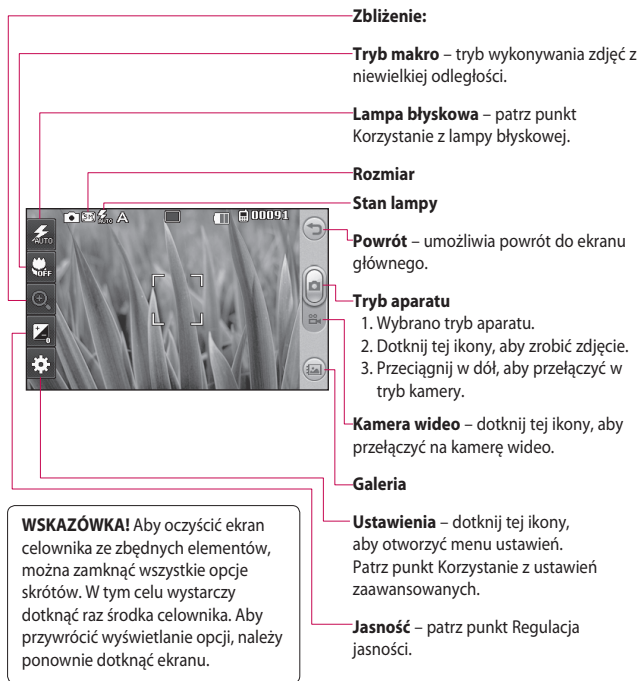 Zbliżenie:
Tryb makro – tryb wykonywania zdjęć z
niewielkiej odległości.
Lampa błyskowa – patrz punkt
Korzystanie z lampy błyskowej.
Rozmiar
Stan lampy
Powrót – umożliwia powrót do ekranu
głównego.
Tryb aparatu
1. Wybrano tryb aparatu.
2. Dotknij tej ikony, aby zrobić zdjęcie.
3. Przeciągnij w dół, aby przełączyć w
tryb kamery.
Kamera wideo – dotknij tej ikony, aby
przełączyć na kamerę wideo.
Galeria
Ustawienia – dotknij tej ikony,
aby otworzyć menu ustawień.
Patrz punkt Korzystanie z ustawień
zaawansowanych.
Jasność – patrz punkt Regulacja
jasności.
AUTO A 00091
AUTO
OFF
0
WSKAZÓWKA! Aby oczyścić ekran
celownika ze zbędnych elementów,
można zamknąć wszystkie opcje
skrótów. W tym celu wystarczy
dotknąć raz środka celownika. Aby
przywrócić wyświetlanie opcji, należy
ponownie dotknąć ekranu.